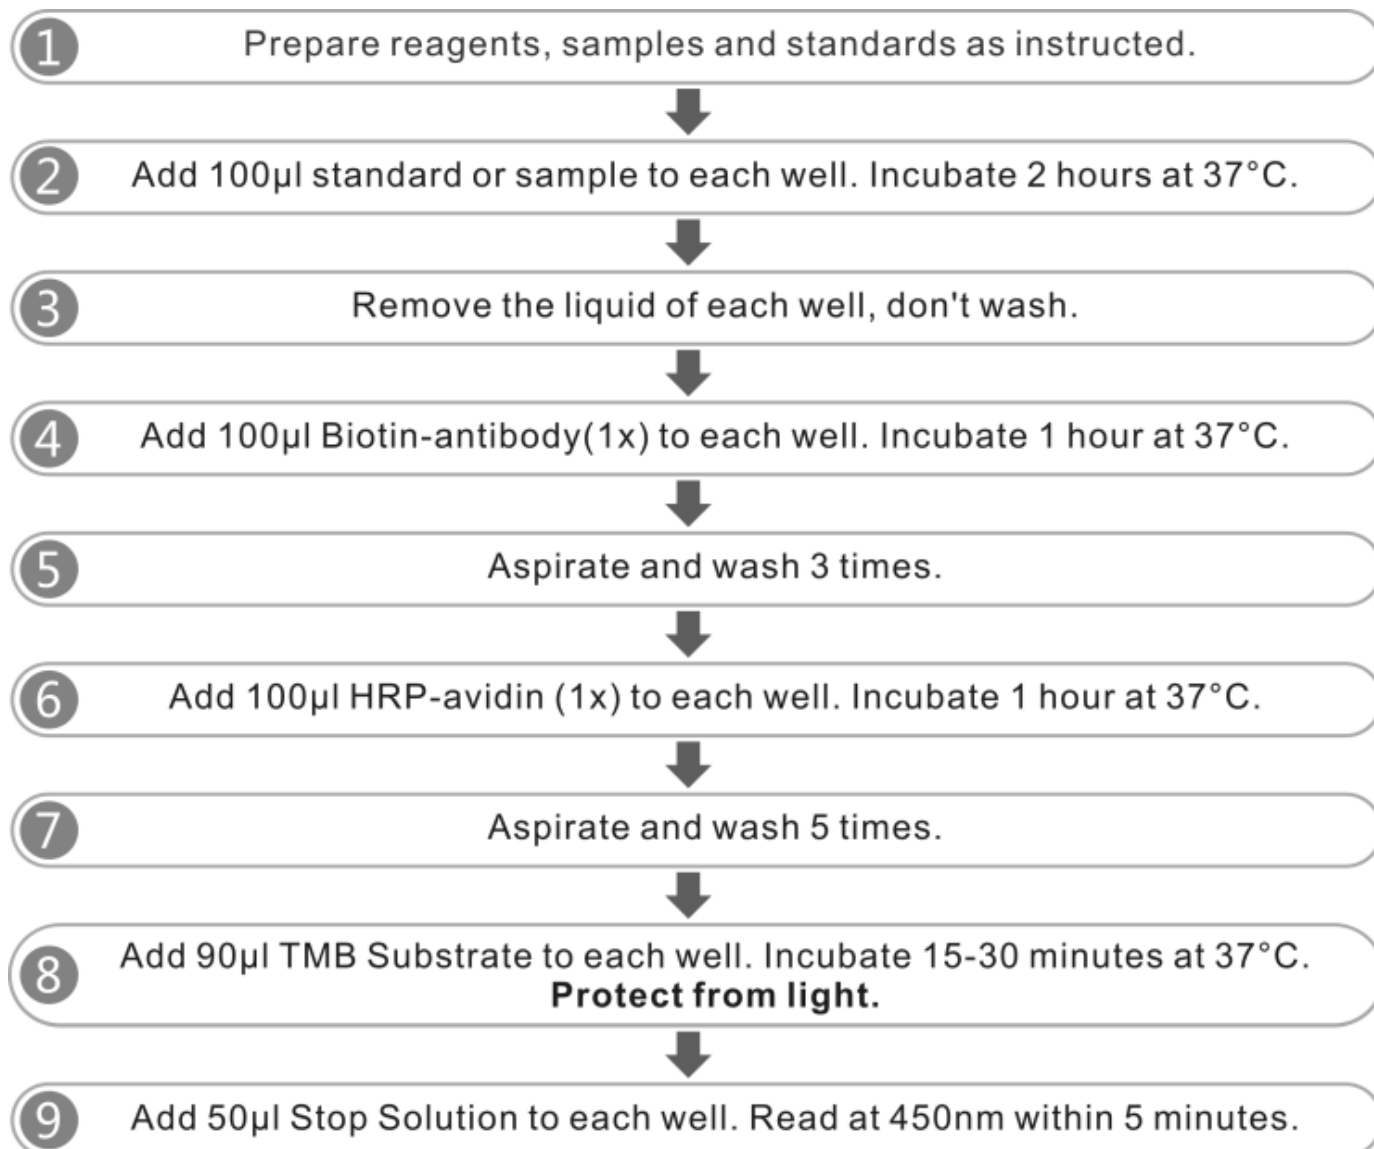 1 Prepare reagents, samples and standards as instructed.
2 Add 100µl standard or sample to each well. Incubate 2 hours at 37°C.
3 Remove the liquid of each well, don't wash.
4 Add 100µl Biotin-antibody(1x) to each well. Incubate 1 hour at 37°C.
5 Aspirate and wash 3 times.
6 Add 100µl HRP-avidin (1x) to each well. Incubate 1 hour at 37°C.
7 Aspirate and wash 5 times.
8 Add 90µl TMB Substrate to each well. Incubate 15-30 minutes at 37°C.
Protect from light.
9 Add 50µl Stop Solution to each well. Read at 450nm within 5 minutes.